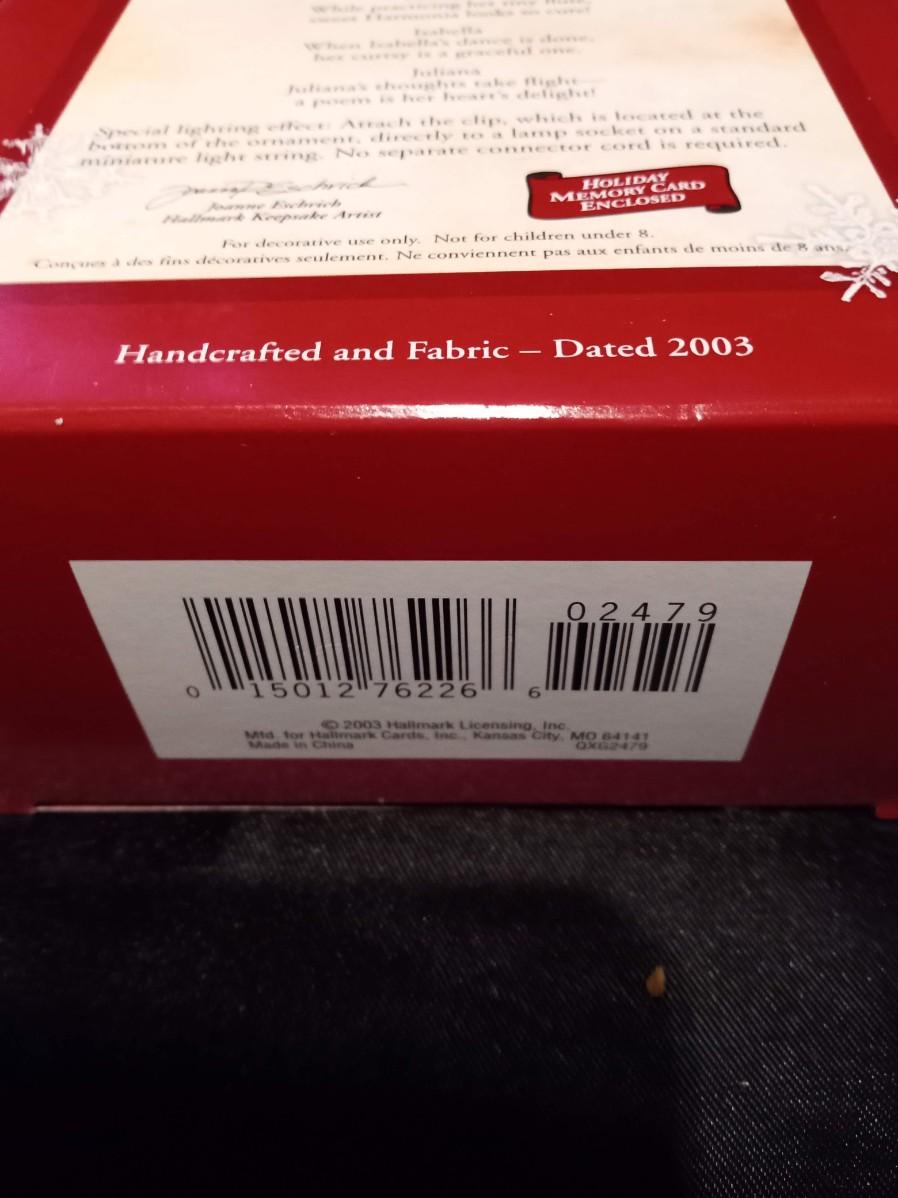 While practicing her tiny flute,
sweet Harmonia looks so cute!
Isabella
When Isabella's dance is done,
her curtsy is a graceful one.
Juliana
Juliana's thoughts take flight—
a poem is her heart's delight!
Special lighting effect: Attach the clip, which is located at the
bottom of the ornament, directly to a lamp socket on a standard
miniature light string. No separate connector cord is required.
Joanne Eschrich
Joanne Eschrich
Hallmark Keepsake Artist
HOLIDAY
MEMORY CARD
ENCLOSED
For decorative use only. Not for children under 8.
Conçues à des fins décoratives seulement. Ne conviennent pas aux enfants de moins de 8 ans.
Handcrafted and Fabric – Dated 2003
02479
0 15012 76226 6
© 2003 Hallmark Licensing, Inc.
Mfd. for Hallmark Cards, Inc., Kansas City, MO 64141
Made in China QXG2479